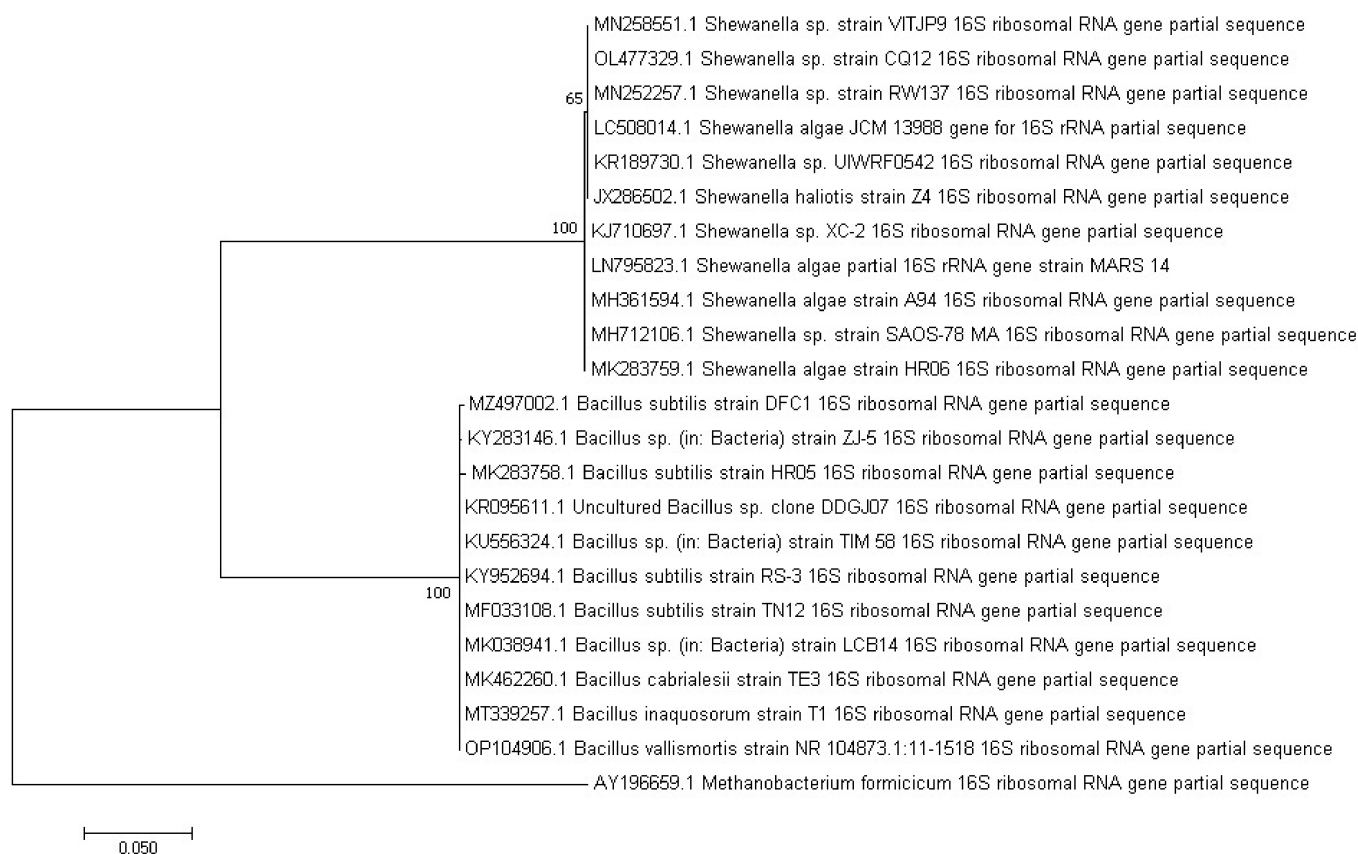 MN258551.1 Shewanella sp. strain VITJP9 16S ribosomal RNA gene partial sequence
OL477329.1 Shewanella sp. strain CQ12 16S ribosomal RNA gene partial sequence
65
MN252257.1 Shewanella sp. strain RW137 16S ribosomal RNA gene partial sequence
LC508014.1 Shewanella algae JCM 13988 gene for 16S rRNA partial sequence
KR189730.1 Shewanella sp. UIWRF0542 16S ribosomal RNA gene partial sequence
JX286502.1 Shewanella haliotis strain Z4 16S ribosomal RNA gene partial sequence
100
KJ710697.1 Shewanella sp. XC-2 16S ribosomal RNA gene partial sequence
LN795823.1 Shewanella algae partial 16S rRNA gene strain MARS 14
MH361594.1 Shewanella algae strain A94 16S ribosomal RNA gene partial sequence
MH712106.1 Shewanella sp. strain SAOS-78 MA 16S ribosomal RNA gene partial sequence
MK283759.1 Shewanella algae strain HR06 16S ribosomal RNA gene partial sequence
MZ497002.1 Bacillus subtilis strain DFC1 16S ribosomal RNA gene partial sequence
KY283146.1 Bacillus sp. (in: Bacteria) strain ZJ-5 16S ribosomal RNA gene partial sequence
MK283758.1 Bacillus subtilis strain HR05 16S ribosomal RNA gene partial sequence
KR095611.1 Uncultured Bacillus sp. clone DDGJ07 16S ribosomal RNA gene partial sequence
KU556324.1 Bacillus sp. (in: Bacteria) strain TIM 58 16S ribosomal RNA gene partial sequence
KY952694.1 Bacillus subtilis strain RS-3 16S ribosomal RNA gene partial sequence
100
MF033108.1 Bacillus subtilis strain TN12 16S ribosomal RNA gene partial sequence
MK038941.1 Bacillus sp. (in: Bacteria) strain LCB14 16S ribosomal RNA gene partial sequence
MK462260.1 Bacillus cabrialesii strain TE3 16S ribosomal RNA gene partial sequence
MT339257.1 Bacillus inaquosorum strain T1 16S ribosomal RNA gene partial sequence
OP104906.1 Bacillus vallismortis strain NR 104873.1:11-1518 16S ribosomal RNA gene partial sequence
AY196659.1 Methanobacterium formicicum 16S ribosomal RNA gene partial sequence
0.050